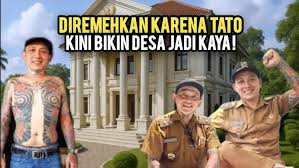 DIREMEHKAN KARENA TATO
KINI BIKIN DESA JADI KAYA!